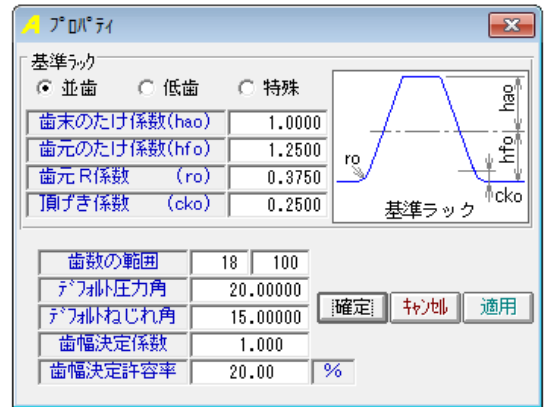 プロパティ
基準ラック
並歯 低歯 特殊
歯末のたけ係数(hao) 1.0000
歯元のたけ係数(hfo) 1.2500
歯元R係数 (ro) 0.3750
頂げき係数 (cko) 0.2500
hao
hfo
ro
cko
基準ラック
歯数の範囲 18 100
デフォルト圧力角 20.00000
デフォルトねじれ角 15.00000
歯幅決定係数 1.000
歯幅決定許容率 20.00 %
確定 キャンセル 適用